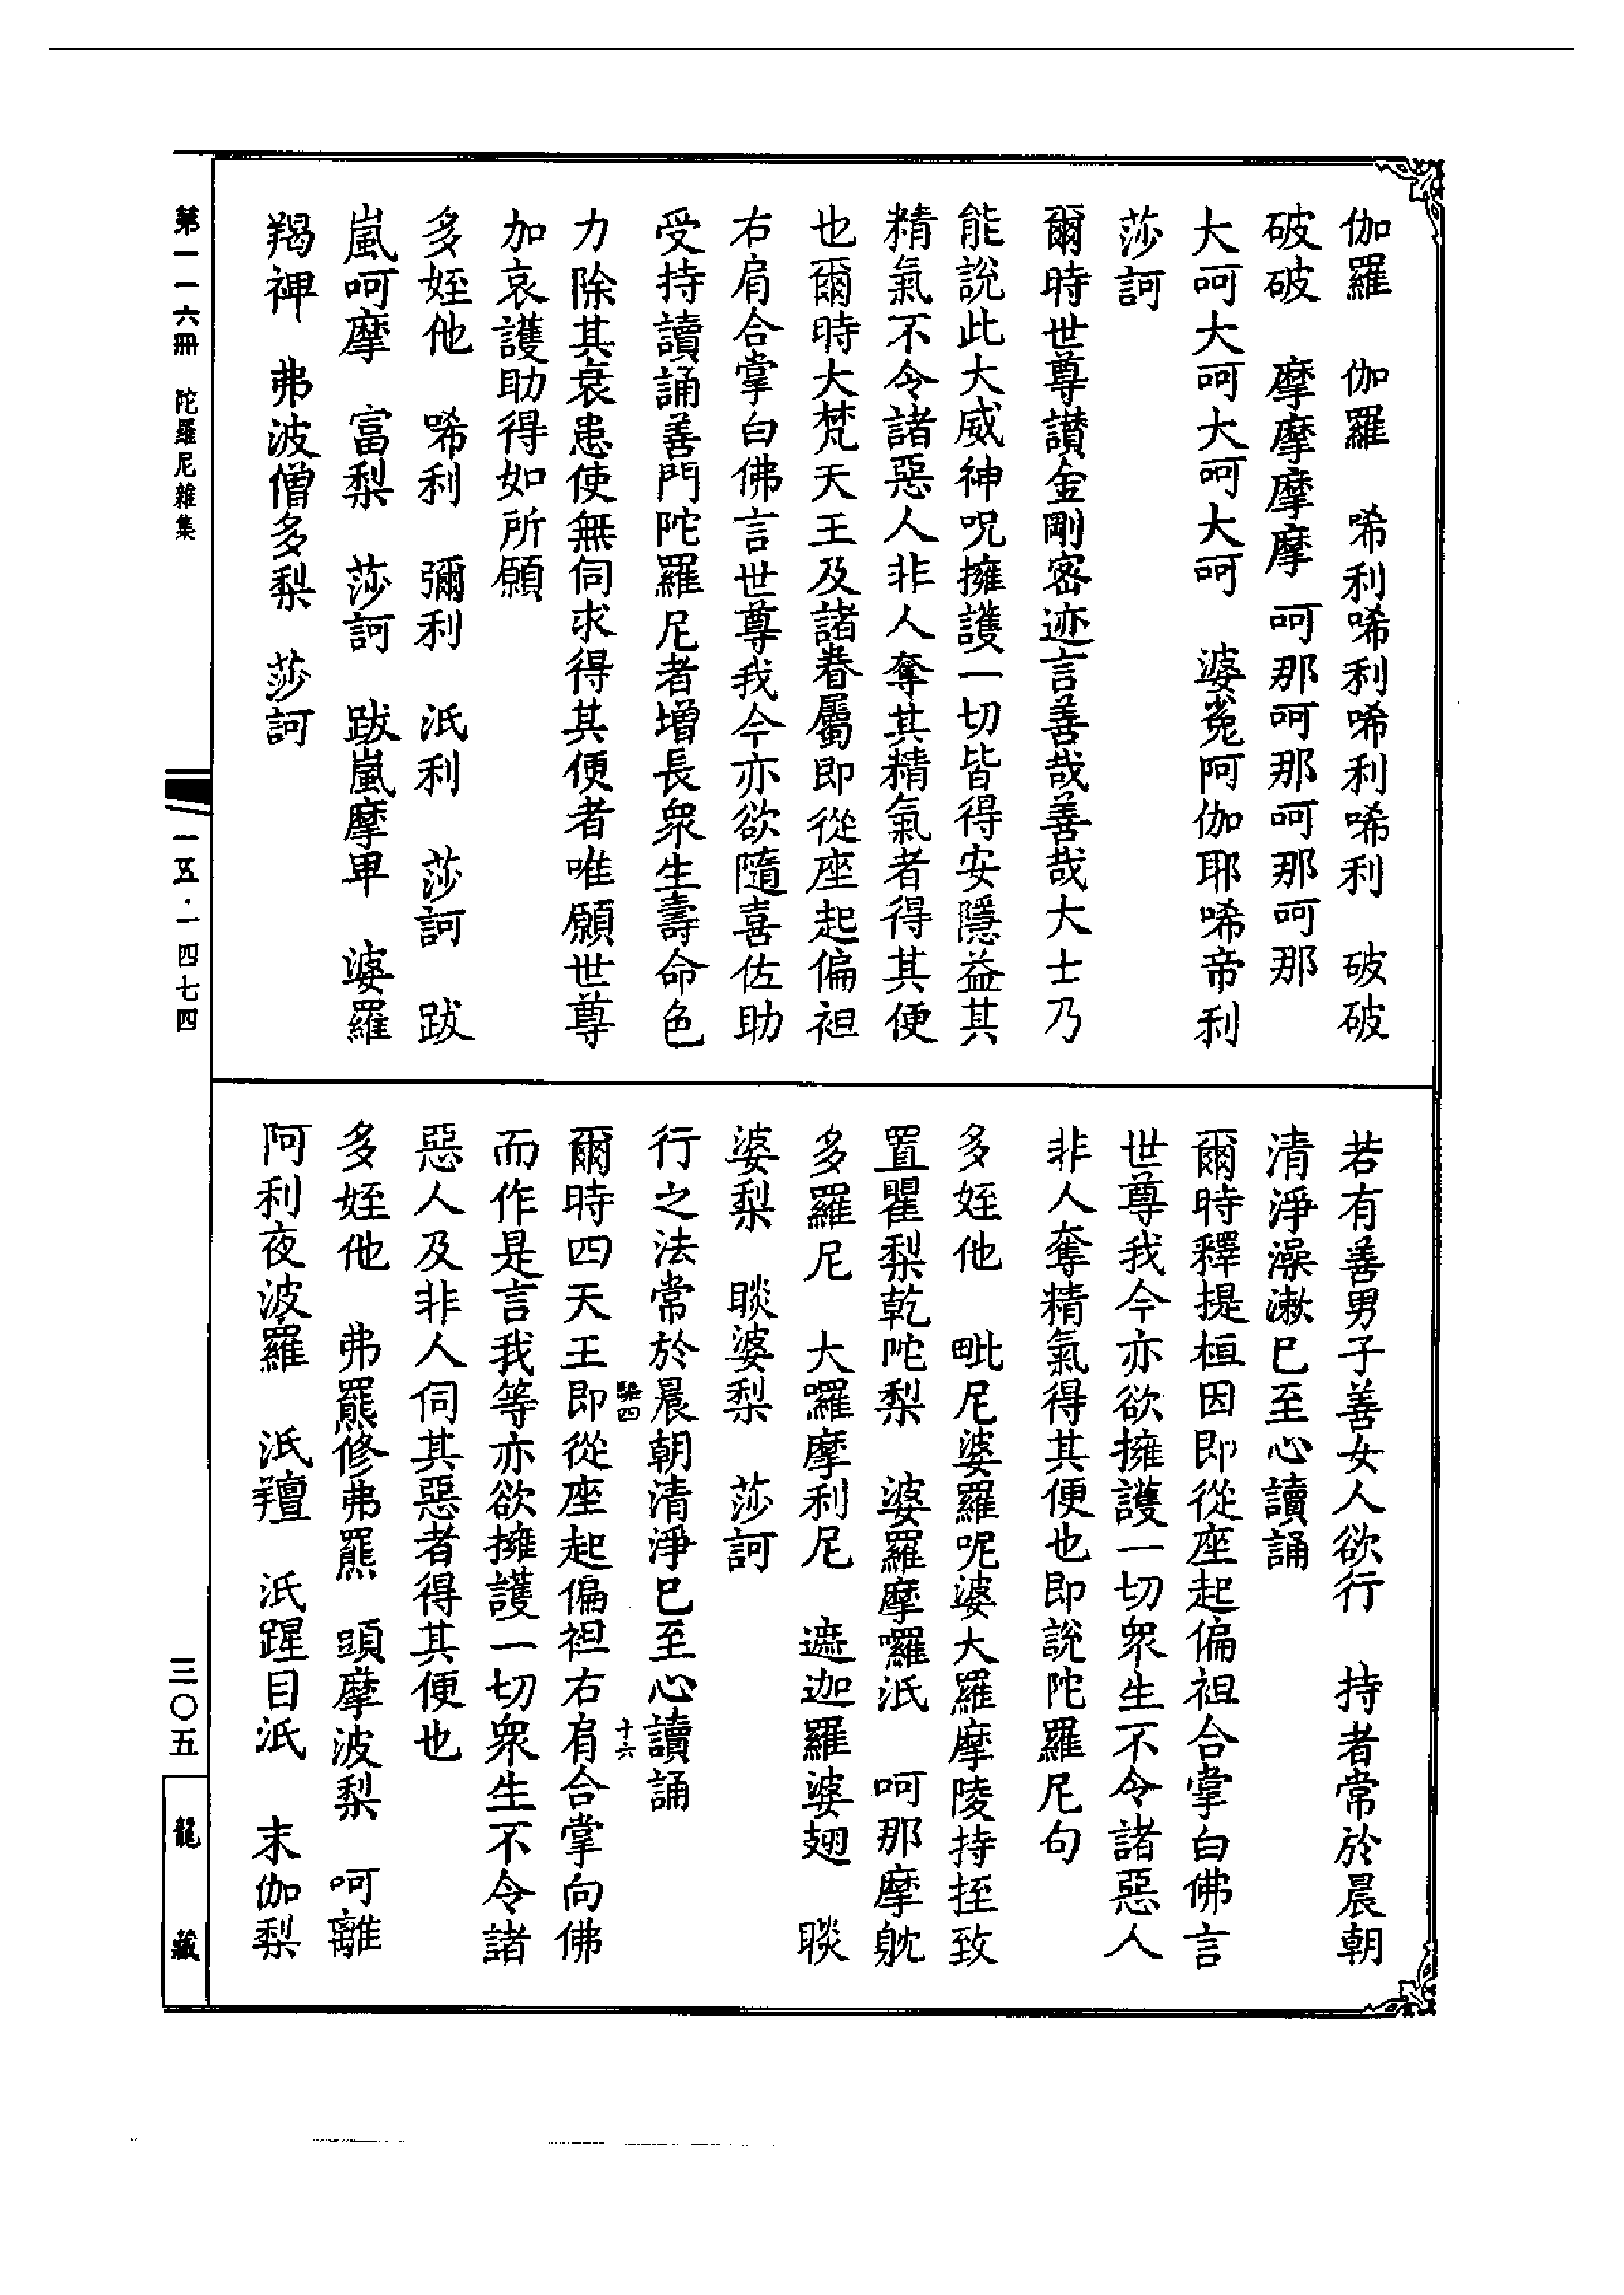 伽羅　伽羅　唏利唏利唏利唏利　破破
破破　摩摩摩摩　呵那呵那呵那呵那
大呵大呵大呵大呵　婆菟阿伽耶唏帝利
莎訶
爾時世尊讃金剛密迹言善哉善哉大士乃
能說此大威神呪擁護一切皆得安隱益其
精氣不令諸惡人非人奪其精氣者得其便
也爾時大梵天王及諸眷屬即從座起偏袒
右肩合掌白佛言世尊我今亦欲隨喜佐助
受持讀誦善門陀羅尼者增長衆生壽命色
力除其衰患使無伺求得其便者唯願世尊
加哀護助得如所願
多姪他　唏利　彌利　泜利　莎訶　跋
嵐呵摩　富梨　莎訶　跋嵐摩卑　婆羅
羯裨　弗波僧多梨　莎訶
若有善男子善女人欲行　持者常於晨朝
清淨澡漱已至心讀誦
爾時釋提桓因即從座起偏袒合掌白佛言
世尊我今亦欲擁護一切衆生不令諸惡人
非人奪精氣得其便也即說陀羅尼句
多姪他　毗尼婆羅呢婆大羅摩陵持挃致
置瞿梨乾陀梨　婆羅摩囉泜　呵那摩躭
多羅尼　大囉摩利尼　遮迦羅婆翅　睒
婆梨　睒婆梨　莎訶
行之法常於晨朝清淨已至心讀誦
十六
爾時四天王即從座起偏袒右肩合掌向佛
而作是言我等亦欲擁護一切衆生不令諸
惡人及非人伺其惡者得其便也
多姪他　弗羆修弗羆　頭摩波梨　呵離
阿利夜波羅　泜羶　泜躧目泜　末伽梨
第一一六冊　陀羅尼雜集
一五·一四七四
三〇五
龍藏